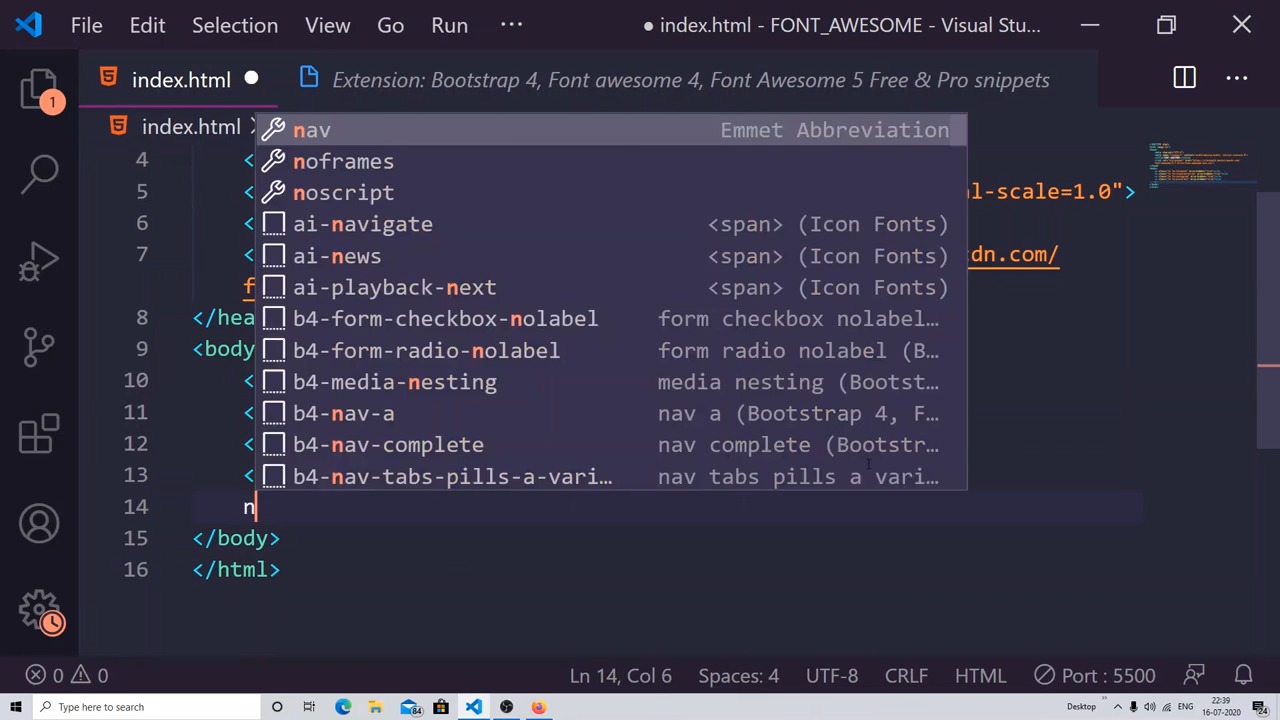 File Edit Selection View Go Run ··· ● index.html - FONT_AWESOME - Visual Stu...
index.html ● Extension: Bootstrap 4, Font awesome 4, Font Awesome 5 Free & Pro snippets ···
index.html >
nav Emmet Abbreviation
4 < noframes
5 < noscript al-scale=1.0">
6 < ai-navigate <span> (Icon Fonts)
7 < ai-news <span> (Icon Fonts) cdn.com/
f ai-playback-next <span> (Icon Fonts)
8 </hea b4-form-checkbox-nolabel form checkbox nolabel…
9 <body b4-form-radio-nolabel form radio nolabel (B…
10 < b4-media-nesting media nesting (Bootst…
11 < b4-nav-a nav a (Bootstrap 4, F…
12 < b4-nav-complete nav complete (Bootstr…
13 < b4-nav-tabs-pills-a-vari… nav tabs pills a vari…
14 n
15 </body>
16 </html>
1
0 0 Ln 14, Col 6 Spaces: 4 UTF-8 CRLF HTML Port : 5500
Type here to search 84 Desktop ENG 22:39 16-07-2020 24